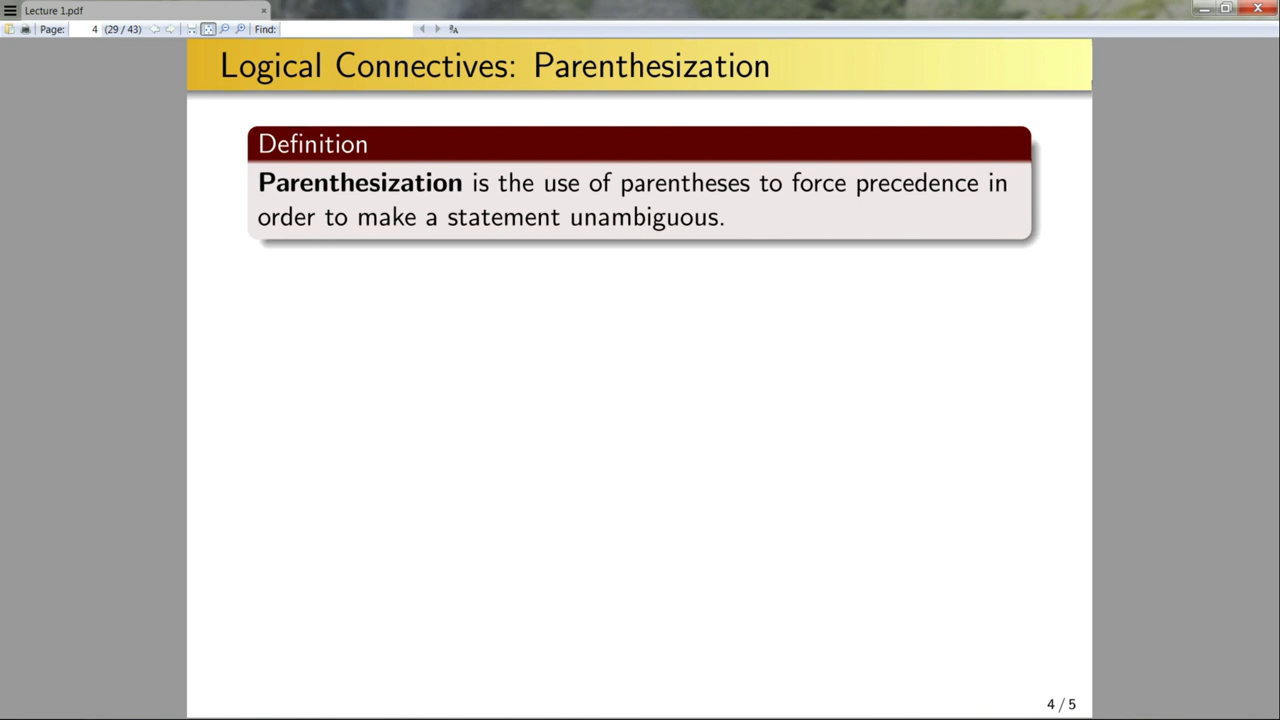 Lecture 1.pdf
Page: 4 (29 / 43) Find:
Logical Connectives: Parenthesization
Definition
Parenthesization is the use of parentheses to force precedence in
order to make a statement unambiguous.
4 / 5